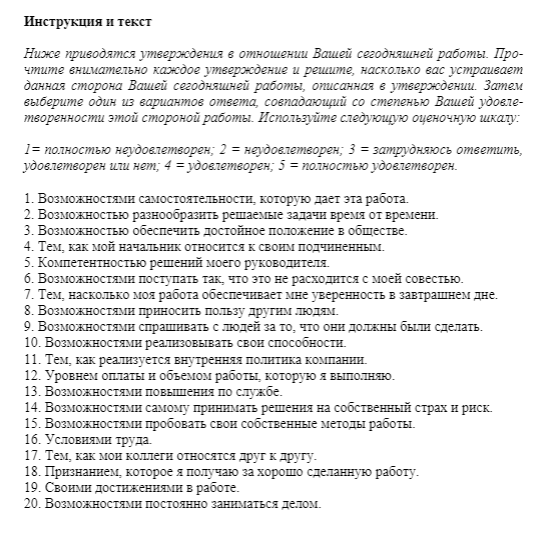 Инструкция и текст
Ниже приводятся утверждения в отношении Вашей сегодняшней работы. Про-
чтите внимательно каждое утверждение и решите, насколько вас устраивает
данная сторона Вашей сегодняшней работы, описанная в утверждении. Затем
выберите один из вариантов ответа, совпадающий со степенью Вашей удовле-
творенности этой стороной работы. Используйте следующую оценочную шкалу:
1= полностью неудовлетворен; 2 = неудовлетворен; 3 = затрудняюсь ответить,
удовлетворен или нет; 4 = удовлетворен; 5 = полностью удовлетворен.
1. Возможностями самостоятельности, которую дает эта работа.
2. Возможностью разнообразить решаемые задачи время от времени.
3. Возможностью обеспечить достойное положение в обществе.
4. Тем, как мой начальник относится к своим подчиненным.
5. Компетентностью решений моего руководителя.
6. Возможностями поступать так, что это не расходится с моей совестью.
7. Тем, насколько моя работа обеспечивает мне уверенность в завтрашнем дне.
8. Возможностями приносить пользу другим людям.
9. Возможностями спрашивать с людей за то, что они должны были сделать.
10. Возможностями реализовывать свои способности.
11. Тем, как реализуется внутренняя политика компании.
12. Уровнем оплаты и объемом работы, которую я выполняю.
13. Возможностями повышения по службе.
14. Возможностями самому принимать решения на собственный страх и риск.
15. Возможностями пробовать свои собственные методы работы.
16. Условиями труда.
17. Тем, как мои коллеги относятся друг к другу.
18. Признанием, которое я получаю за хорошо сделанную работу.
19. Своими достижениями в работе.
20. Возможностями постоянно заниматься делом.